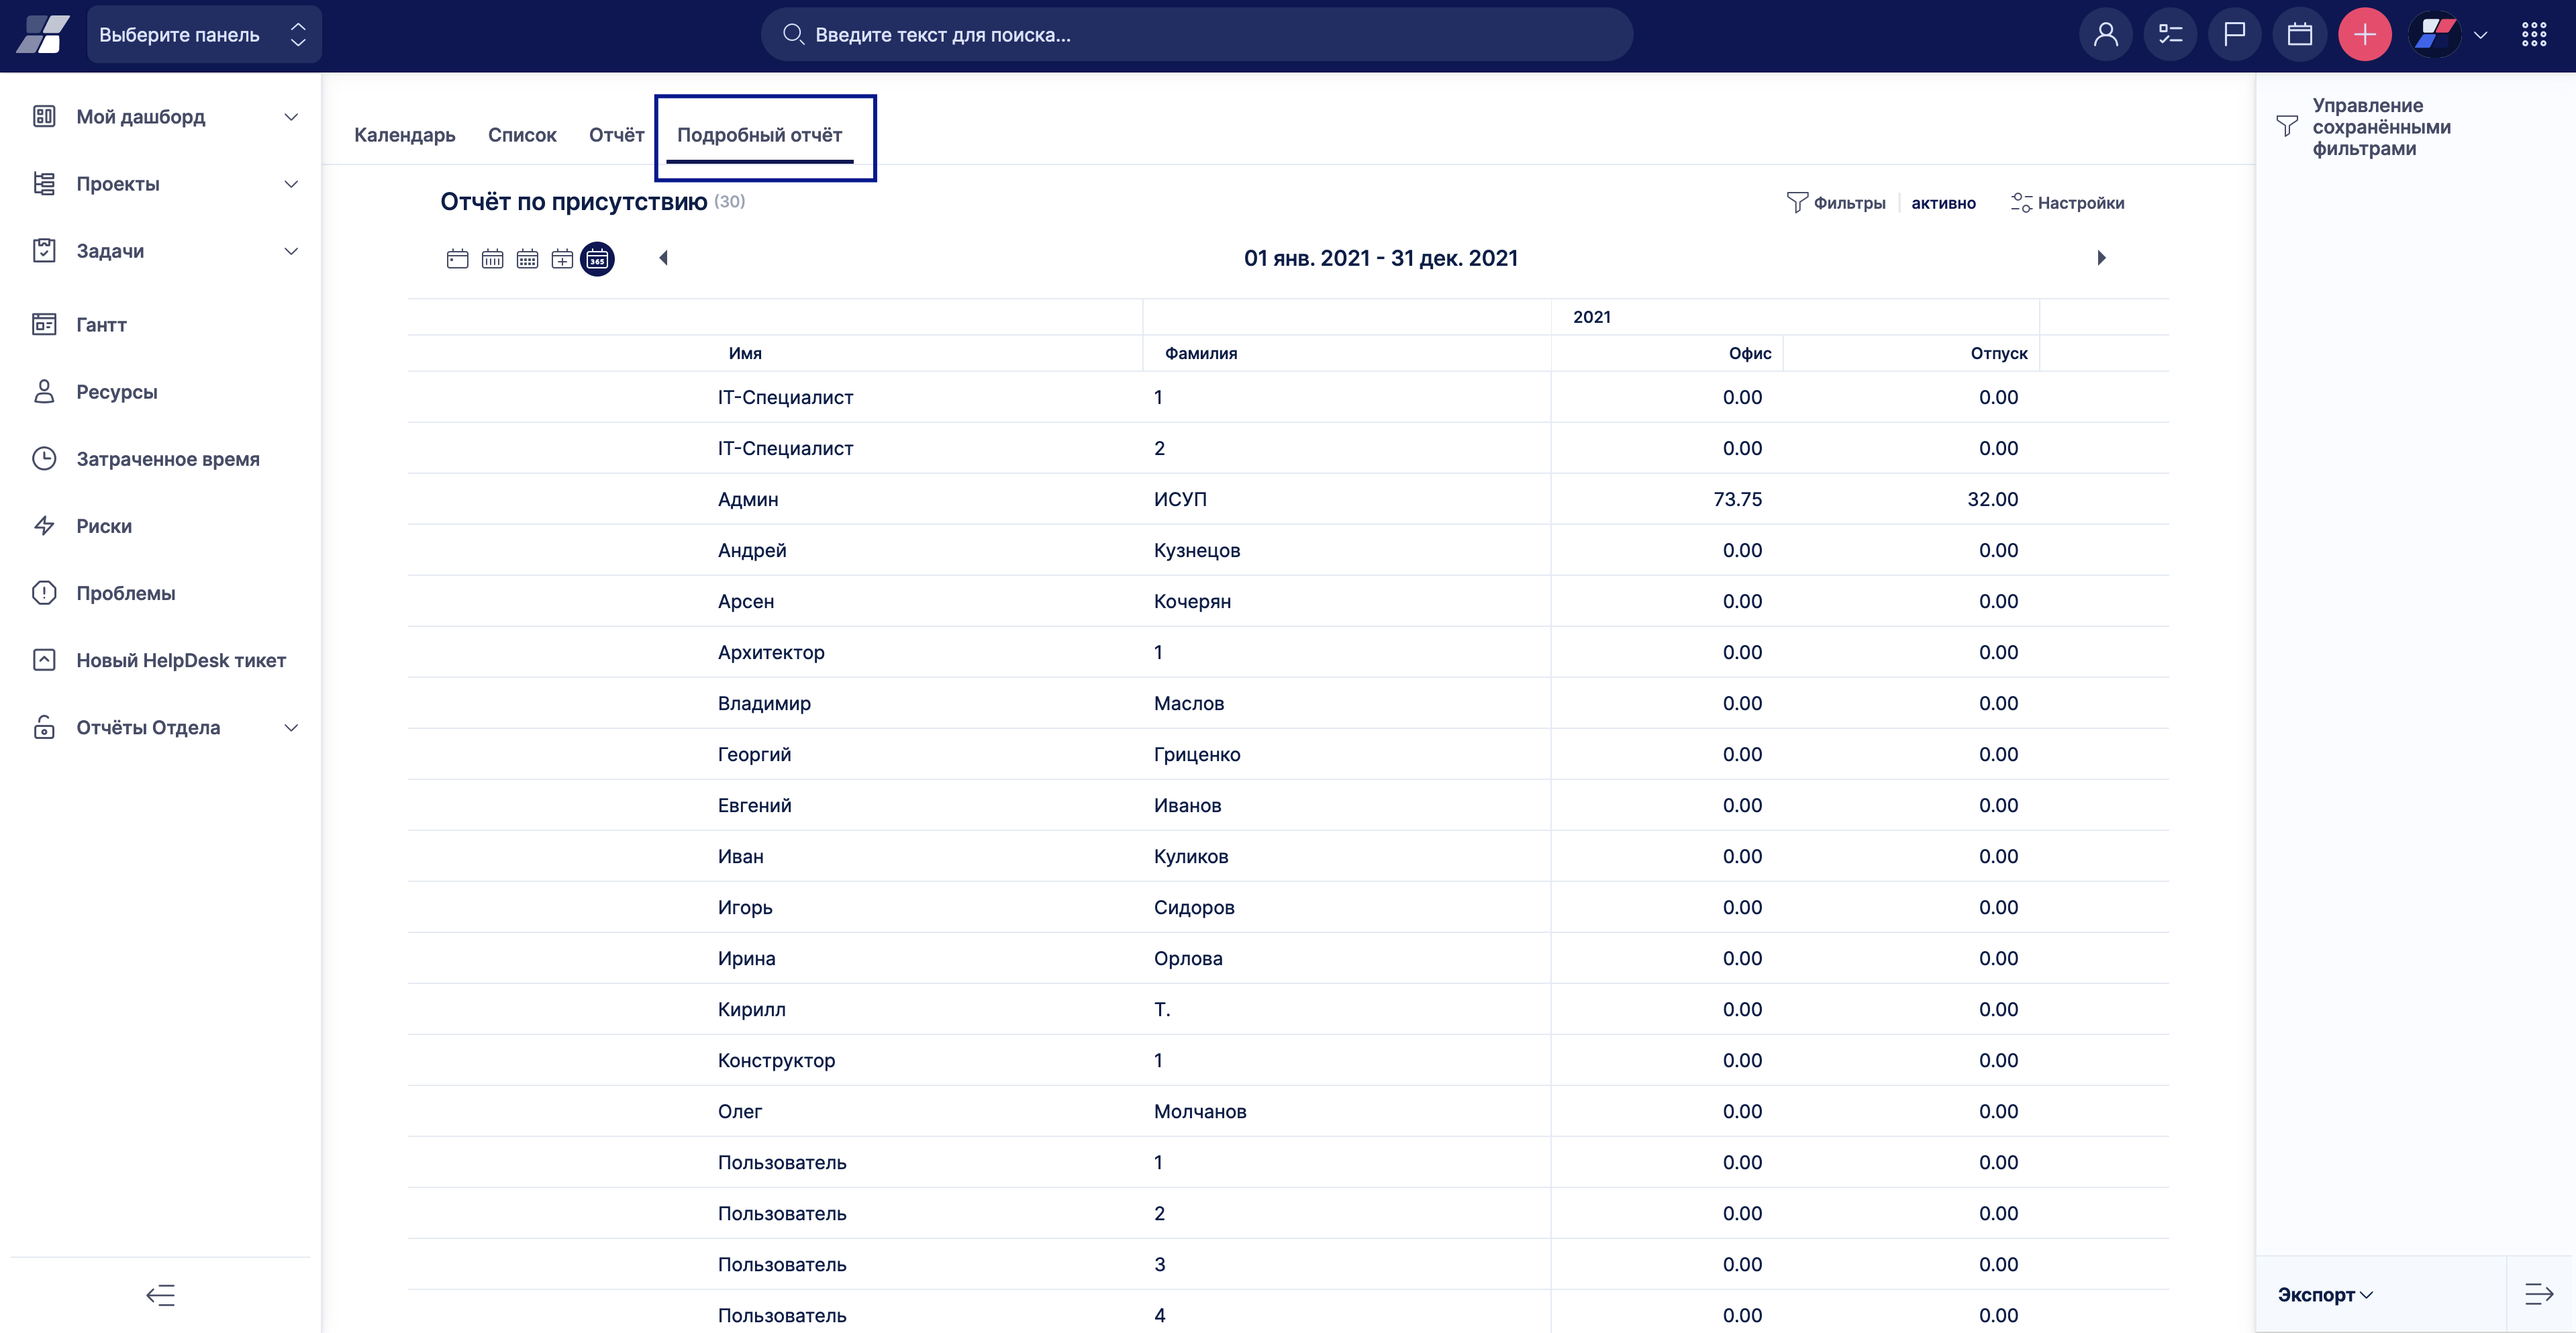 Выберите панель
Введите текст для поиска...
Мой дашборд
Проекты
Задачи
Гантт
Ресурсы
Затраченное время
Риски
Проблемы
Новый HelpDesk тикет
Отчёты Отдела
Календарь Список Отчёт Подробный отчёт
Отчёт по присутствию (30)
Фильтры активно Настройки
365
01 янв. 2021 - 31 дек. 2021
2021
Имя Фамилия Офис Отпуск
IT-Специалист 1 0.00 0.00
IT-Специалист 2 0.00 0.00
Админ ИСУП 73.75 32.00
Андрей Кузнецов 0.00 0.00
Арсен Кочерян 0.00 0.00
Архитектор 1 0.00 0.00
Владимир Маслов 0.00 0.00
Георгий Гриценко 0.00 0.00
Евгений Иванов 0.00 0.00
Иван Куликов 0.00 0.00
Игорь Сидоров 0.00 0.00
Ирина Орлова 0.00 0.00
Кирилл Т. 0.00 0.00
Конструктор 1 0.00 0.00
Олег Молчанов 0.00 0.00
Пользователь 1 0.00 0.00
Пользователь 2 0.00 0.00
Пользователь 3 0.00 0.00
Пользователь 4 0.00 0.00
Управление
сохранёнными
фильтрами
Экспорт